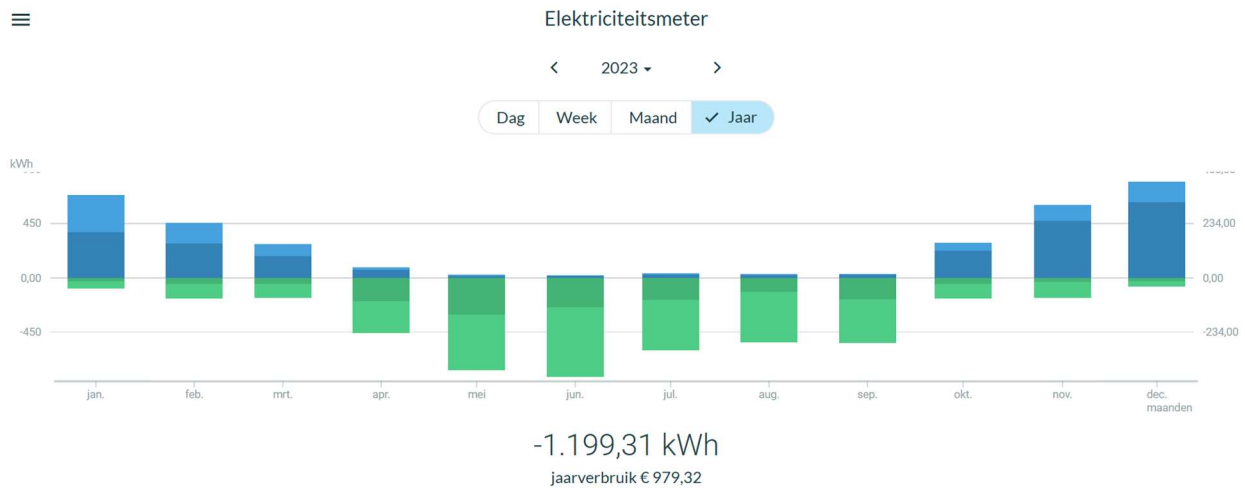 Elektriciteitsmeter
2023
Dag Week Maand Jaar
kWh
450 234,00
0,00 0,00
-450 -234,00
jan. feb. mrt. apr. mei jun. jul. aug. sep. okt. nov. dec.
maanden
-1.199,31 kWh
jaarverbruik € 979,32